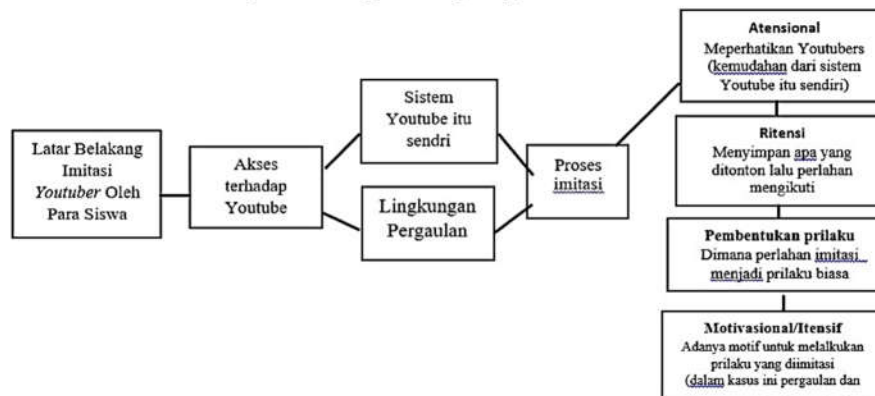 Latar Belakang
Imitasi
Youtuber Oleh
Para Siswa
Akses
terhadap
Youtube
Sistem
Youtube itu
sendri
Lingkungan
Pergaulan
Proses
imitasi
Atensional
Meperhatikan Youtubers
(kemudahan dari sistem
Youtube itu sendiri)
Ritensi
Menyimpan apa yang
ditonton lalu perlahan
mengikuti
Pembentukan prilaku
Dimana perlahan imitasi
menjadi prilaku biasa
Motivasional/Itensif
Adanya motif untuk melalkukan
prilaku yang diimitasi
(dalam kasus ini pergaulan dan